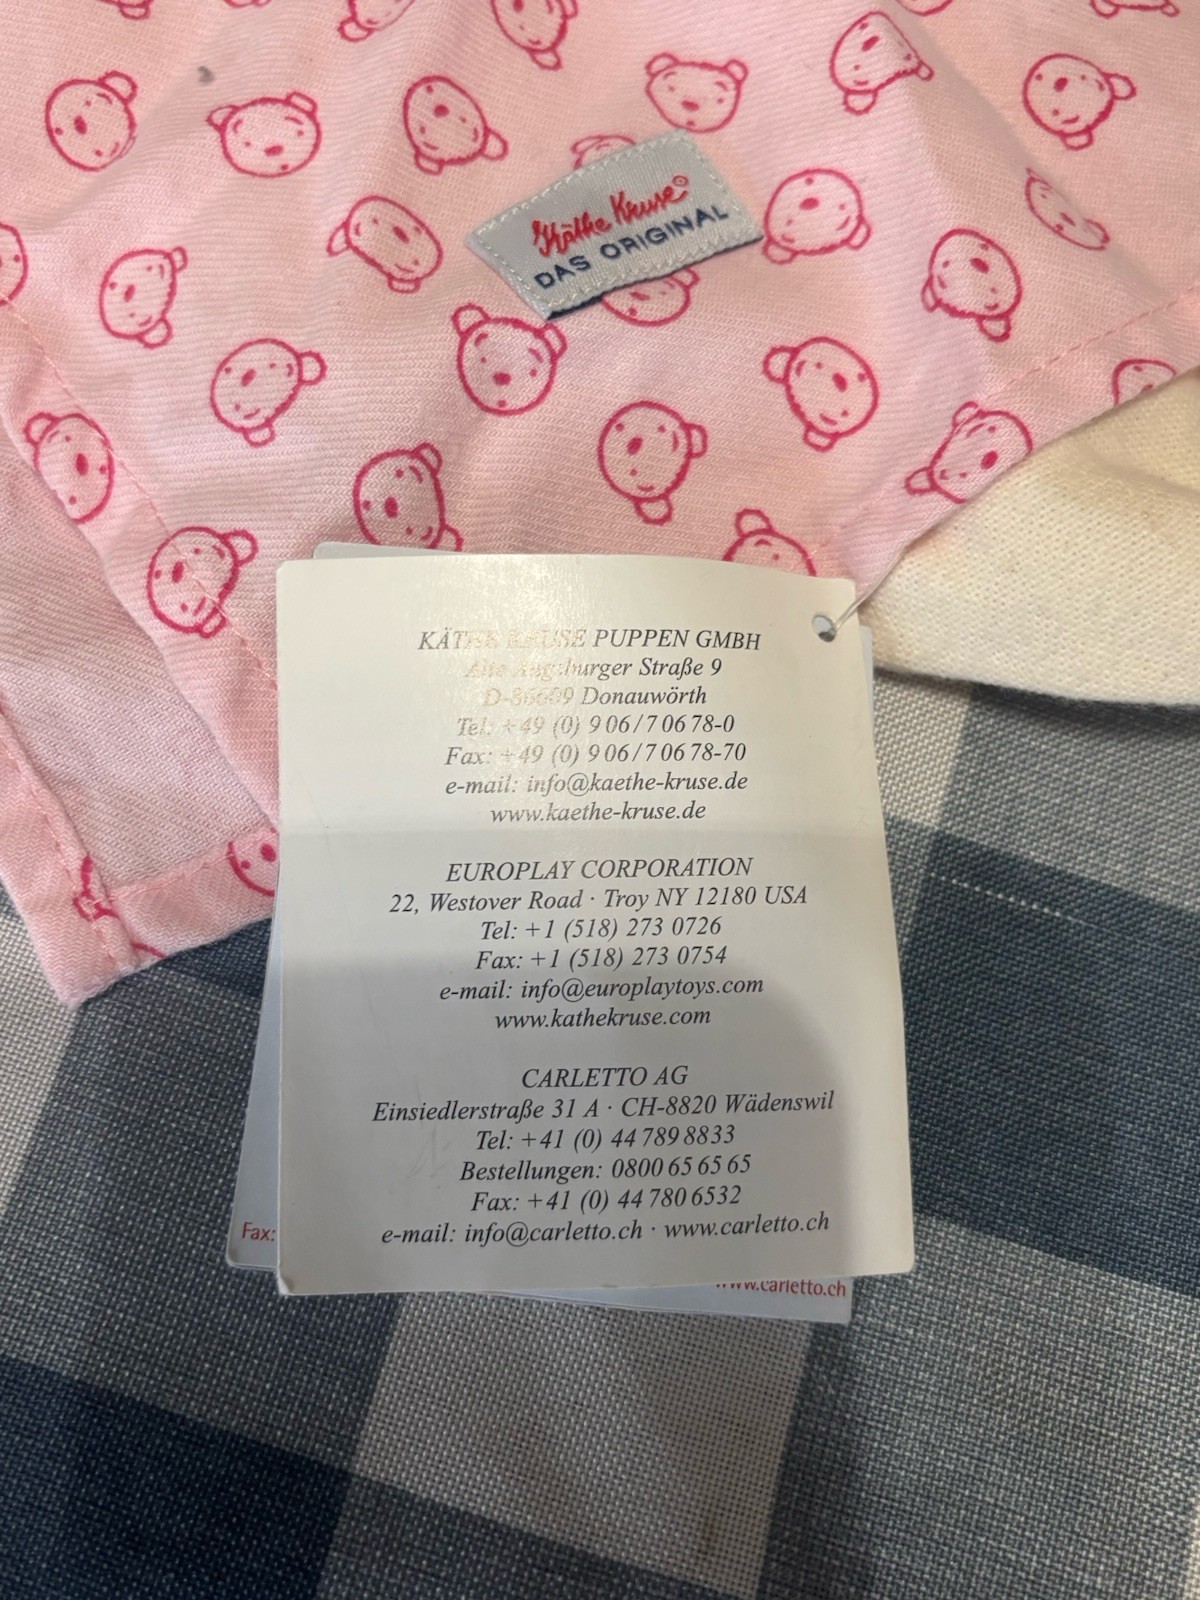 Käthe Kruse®
DAS ORIGINAL
KÄTHE KRUSE PUPPEN GMBH
Alte Augsburger Straße 9
D-86609 Donauwörth
Tel: +49 (0) 9 06/7 06 78-0
Fax: +49 (0) 9 06/7 06 78-70
e-mail: info@kaethe-kruse.de
www.kaethe-kruse.de
EUROPLAY CORPORATION
22, Westover Road · Troy NY 12180 USA
Tel: +1 (518) 273 0726
Fax: +1 (518) 273 0754
e-mail: info@europlaytoys.com
www.kathekruse.com
CARLETTO AG
Einsiedlerstraße 31 A · CH-8820 Wädenswil
Tel: +41 (0) 44 789 8833
Bestellungen: 0800 65 65 65
Fax: +41 (0) 44 780 6532
e-mail: info@carletto.ch · www.carletto.ch
Fax:
www.carletto.ch